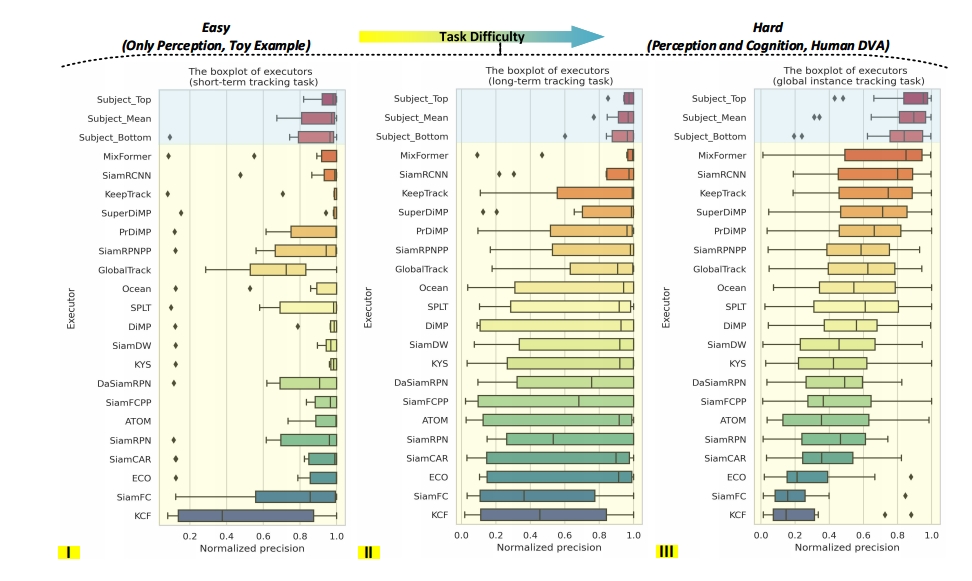 Easy
(Only Perception, Toy Example)
Task Difficulty
Hard
(Perception and Cognition, Human DVA)
The boxplot of executors
(short-term tracking task)
Executor
Subject_Top
Subject_Mean
Subject_Bottom
MixFormer
SiamRCNN
KeepTrack
SuperDiMP
PrDiMP
SiamRPNPP
GlobalTrack
Ocean
SPLT
DiMP
SiamDW
KYS
DaSiamRPN
SiamFCPP
ATOM
SiamRPN
SiamCAR
ECO
SiamFC
KCF
0.2 0.4 0.6 0.8 1.0
Normalized precision
I
The boxplot of executors
(long-term tracking task)
Executor
Subject_Top
Subject_Mean
Subject_Bottom
MixFormer
SiamRCNN
KeepTrack
SuperDiMP
PrDiMP
SiamRPNPP
GlobalTrack
Ocean
SPLT
DiMP
SiamDW
KYS
DaSiamRPN
SiamFCPP
ATOM
SiamRPN
SiamCAR
ECO
SiamFC
KCF
0.0 0.2 0.4 0.6 0.8 1.0
Normalized precision
II
The boxplot of executors
(global instance tracking task)
Executor
Subject_Top
Subject_Mean
Subject_Bottom
MixFormer
SiamRCNN
KeepTrack
SuperDiMP
PrDiMP
SiamRPNPP
GlobalTrack
Ocean
SPLT
DiMP
SiamDW
KYS
DaSiamRPN
SiamFCPP
ATOM
SiamRPN
SiamCAR
ECO
SiamFC
KCF
0.0 0.2 0.4 0.6 0.8 1.0
Normalized precision
III